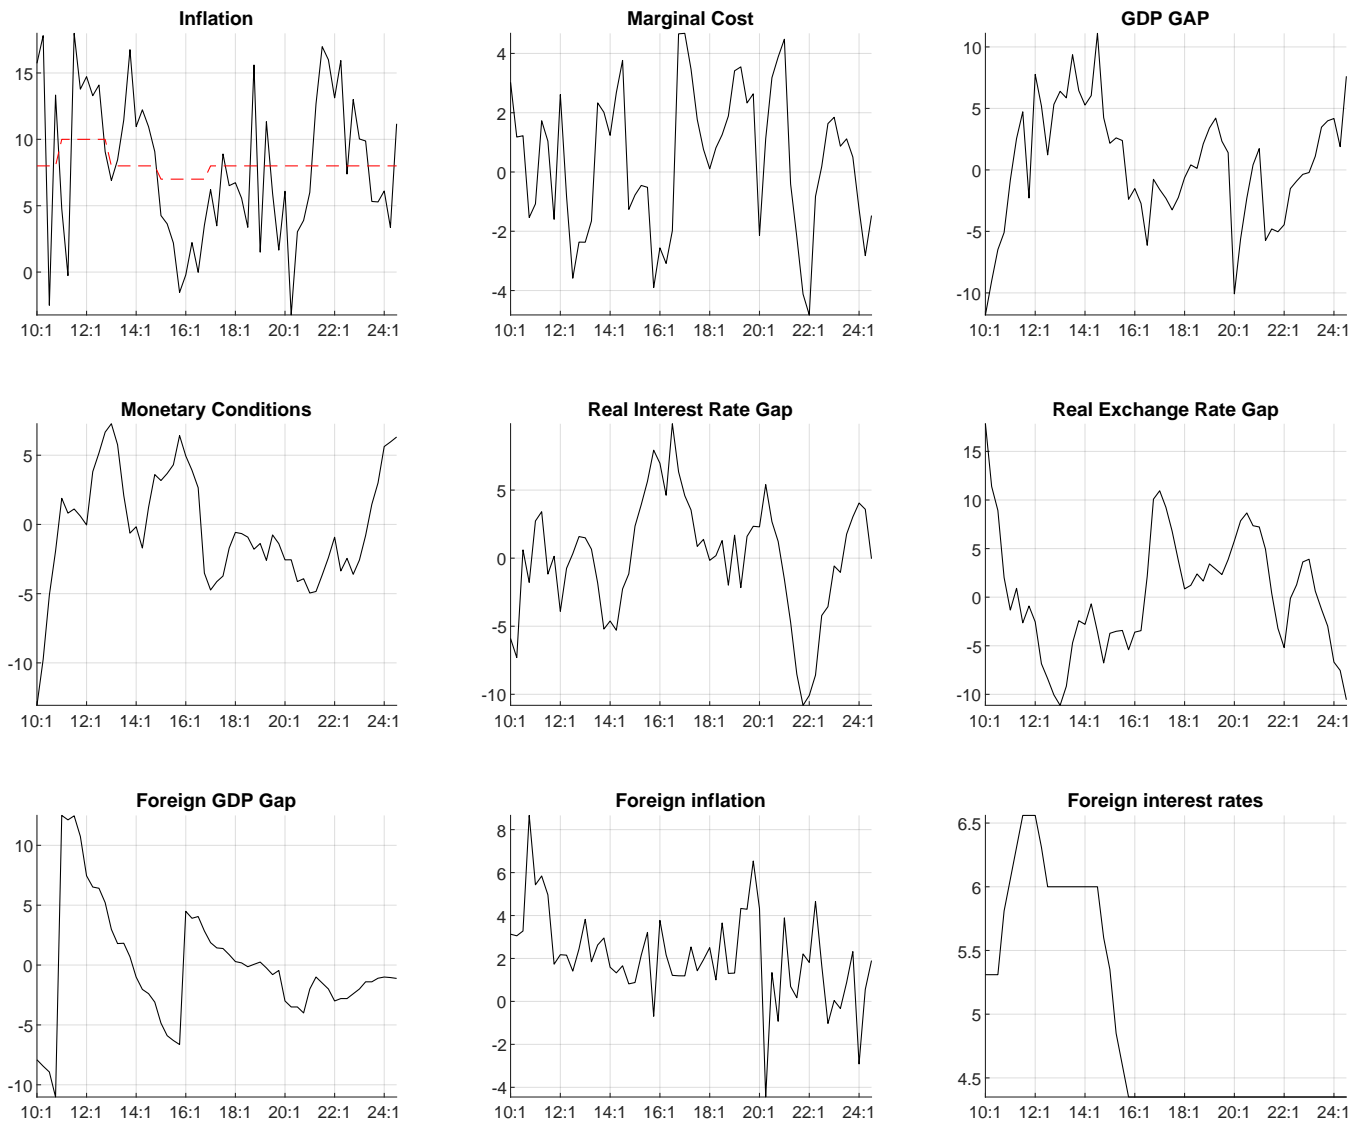 Inflation
15
10
5
0
10:1 12:1 14:1 16:1 18:1 20:1 22:1 24:1
Marginal Cost
4
2
0
-2
-4
10:1 12:1 14:1 16:1 18:1 20:1 22:1 24:1
GDP GAP
10
5
0
-5
-10
10:1 12:1 14:1 16:1 18:1 20:1 22:1 24:1
Monetary Conditions
5
0
-5
-10
10:1 12:1 14:1 16:1 18:1 20:1 22:1 24:1
Real Interest Rate Gap
5
0
-5
-10
10:1 12:1 14:1 16:1 18:1 20:1 22:1 24:1
Real Exchange Rate Gap
15
10
5
0
-5
-10
10:1 12:1 14:1 16:1 18:1 20:1 22:1 24:1
Foreign GDP Gap
10
5
0
-5
-10
10:1 12:1 14:1 16:1 18:1 20:1 22:1 24:1
Foreign inflation
8
6
4
2
0
-2
-4
10:1 12:1 14:1 16:1 18:1 20:1 22:1 24:1
Foreign interest rates
6.5
6
5.5
5
4.5
10:1 12:1 14:1 16:1 18:1 20:1 22:1 24:1